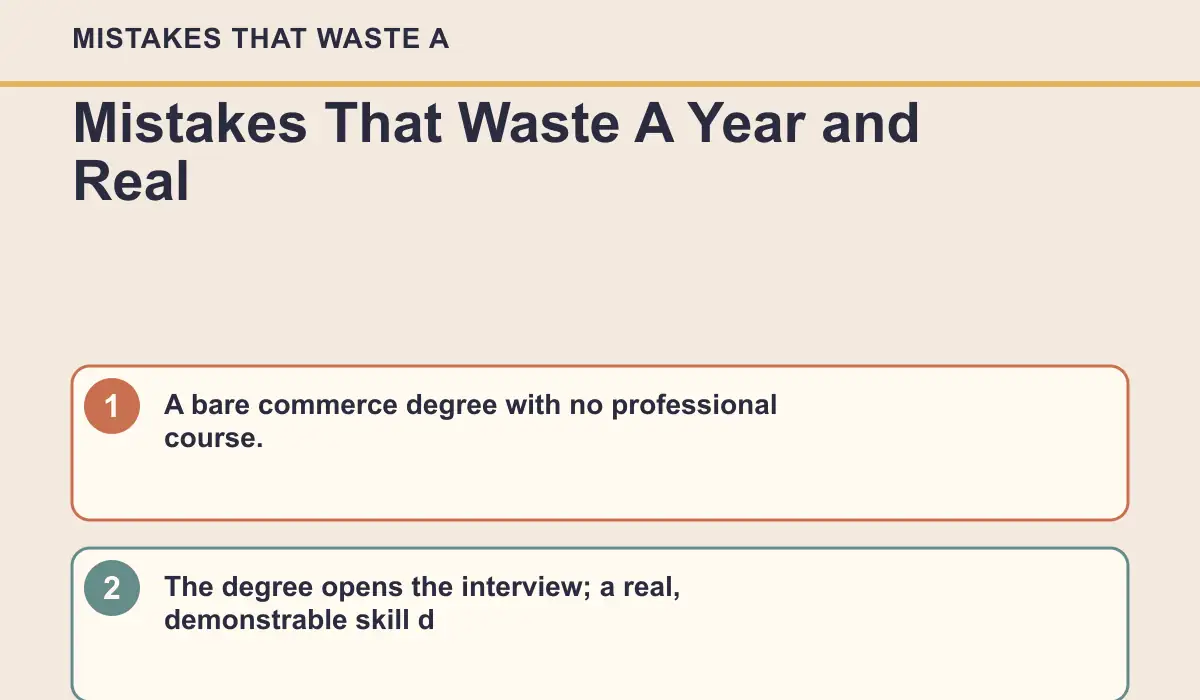 MISTAKES THAT WASTE A
Mistakes That Waste A Year and
Real
1
A bare commerce degree with no professional
course.
2
The degree opens the interview; a real,
demonstrable skill d